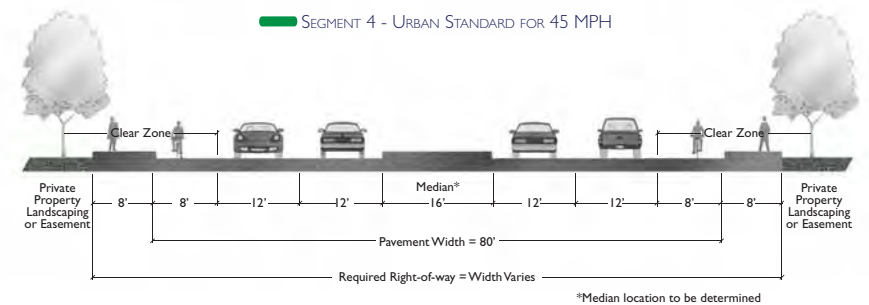 SEGMENT 4 - URBAN STANDARD FOR 45 MPH
Clear Zone
Clear Zone
Private
Property
Landscaping
or Easement
8'
8'
12'
12'
Median*
16'
12'
12'
8'
8'
Private
Property
Landscaping
or Easement
Pavement Width = 80'
Required Right-of-way = Width Varies
*Median location to be determined